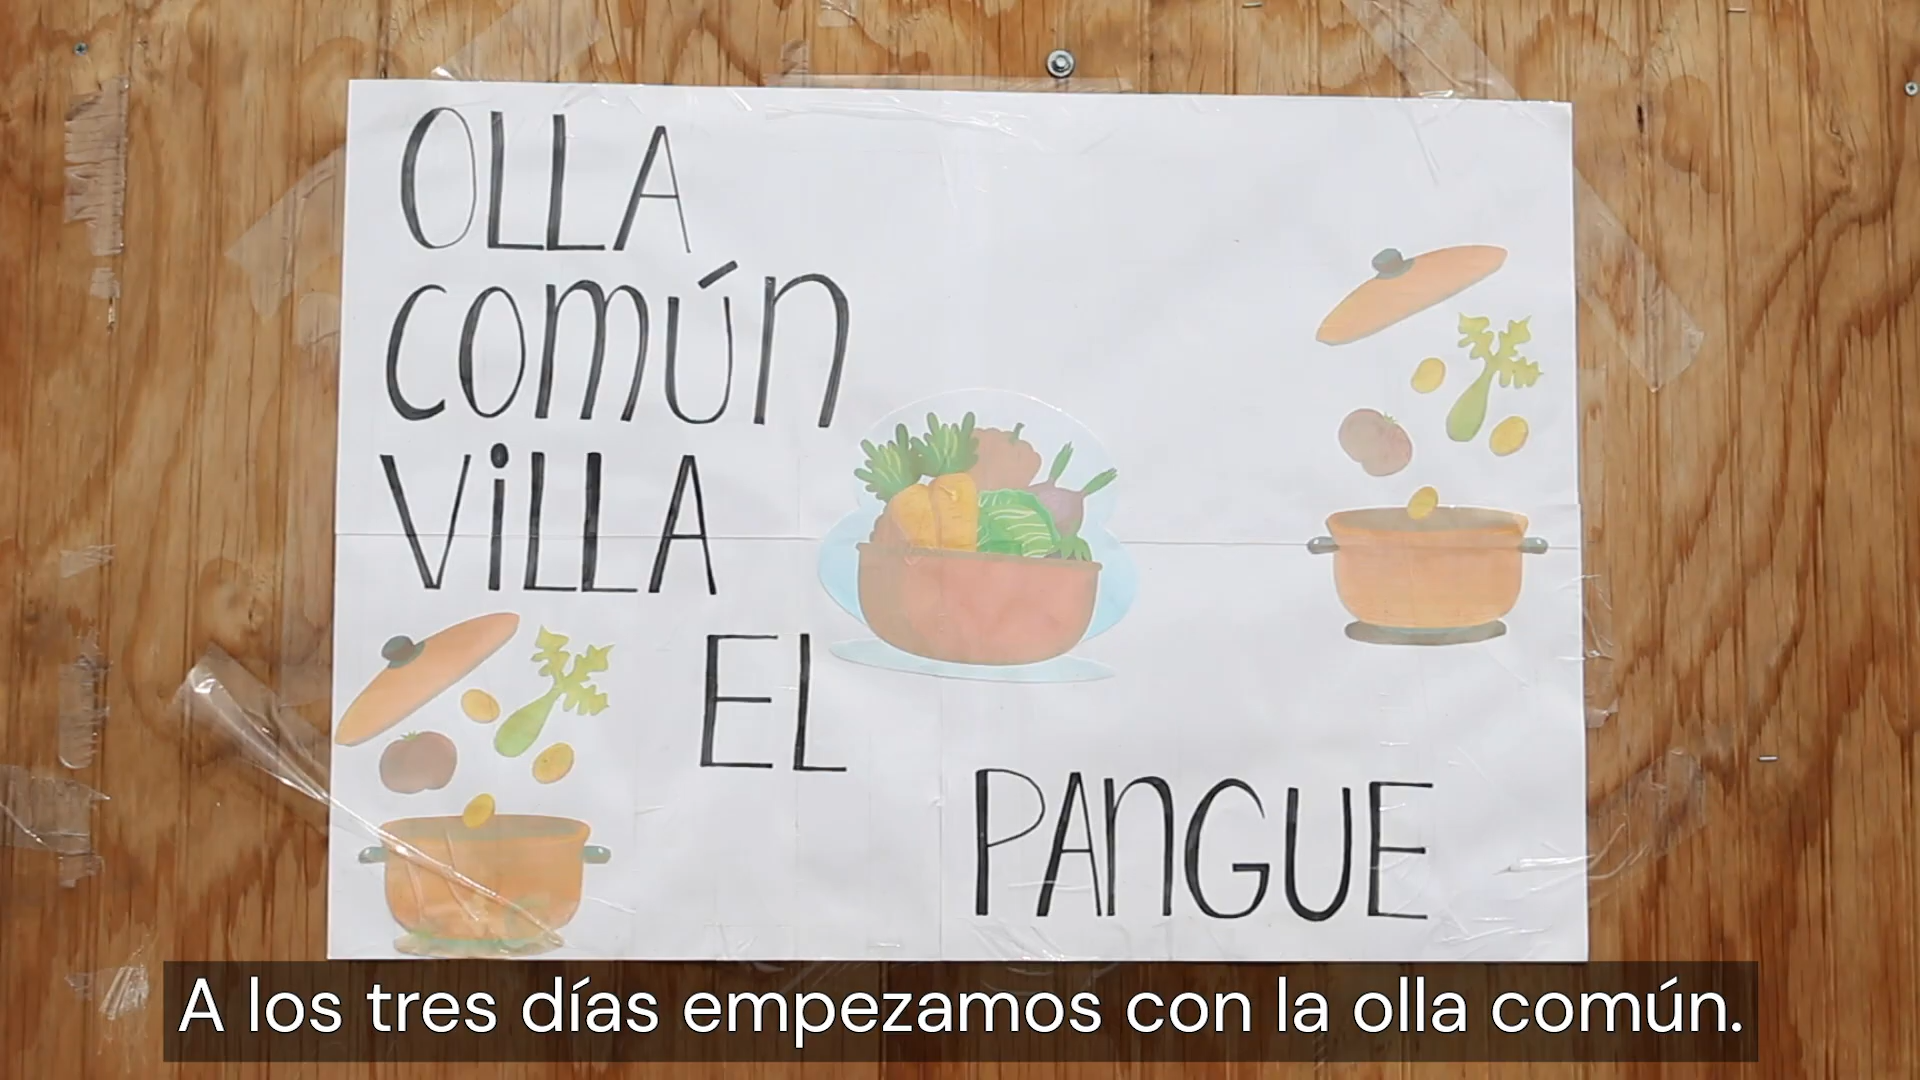 OLLA
común
VILLA
EL
PANGUE
A los tres días empezamos con la olla común.